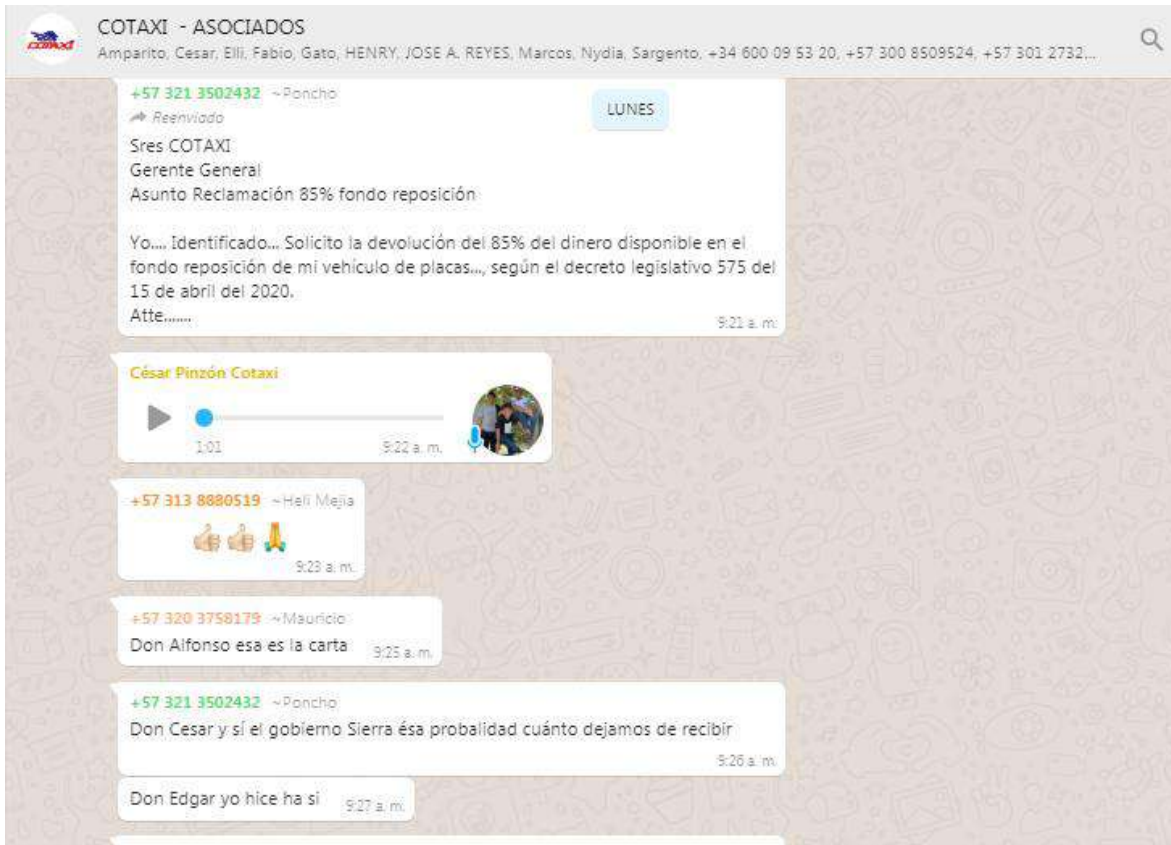 COTAXI
COTAXI - ASOCIADOS
Amparito, Cesar, Elli, Fabio, Gato, HENRY, JOSE A. REYES, Marcos, Nydia, Sargento, +34 600 09 53 20, +57 300 8509524, +57 301 2732...
LUNES
+57 321 3502432 ~Poncho
Reenviado
Sres COTAXI
Gerente General
Asunto Reclamación 85% fondo reposición
Yo.... Identificado... Solicito la devolución del 85% del dinero disponible en el
fondo reposición de mi vehículo de placas..., según el decreto legislativo 575 del
15 de abril del 2020.
Atte.......
9:21 a. m.
César Pinzón Cotaxi
1:01
9:22 a. m.
+57 313 8880519 ~Heli Mejia
👍🏻👍🏻🙏
9:23 a. m.
+57 320 3758179 ~Mauricio
Don Alfonso esa es la carta 9:25 a. m.
+57 321 3502432 ~Poncho
Don Cesar y sí el gobierno Sierra ésa probalidad cuánto dejamos de recibir
9:26 a. m.
Don Edgar yo hice ha si 9:27 a. m.